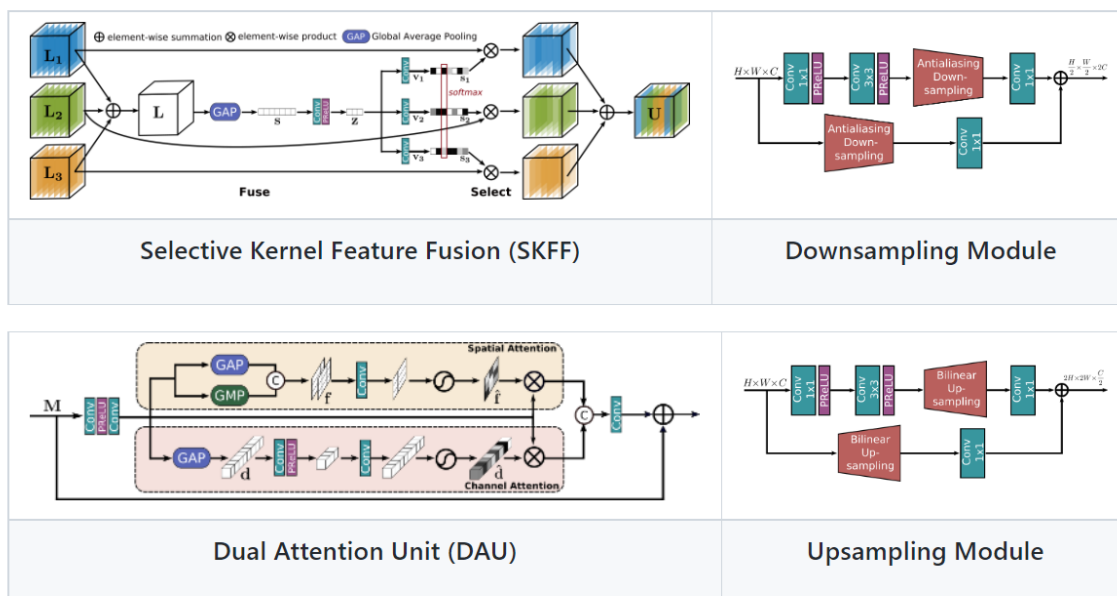 ⊕ element-wise summation ⊗ element-wise product GAP Global Average Pooling
L₁
L₂
L₃
L
GAP
s
Conv
PReLU
z
Conv
v₁
s₁
softmax
Conv
v₂
s₂
Conv
v₃
s₃
U
Fuse
Select
H×W×C
Conv 1x1
PReLU
Conv 3x3
PReLU
Antialiasing
Down-
sampling
Conv 1x1
H/2 × W/2 × 2C
Antialiasing
Down-
sampling
Conv 1x1
Selective Kernel Feature Fusion (SKFF)
Downsampling Module
Spatial Attention
GAP
GMP
C
f
Conv
f̂
M
Conv
PReLU
Conv
C
Conv
GAP
d
Conv
PReLU
Conv
d̂
Channel Attention
H×W×C
Conv 1x1
PReLU
Conv 3x3
PReLU
Bilinear
Up-
sampling
Conv 1x1
2H×2W× C/2
Bilinear
Up-
sampling
Conv 1x1
Dual Attention Unit (DAU)
Upsampling Module